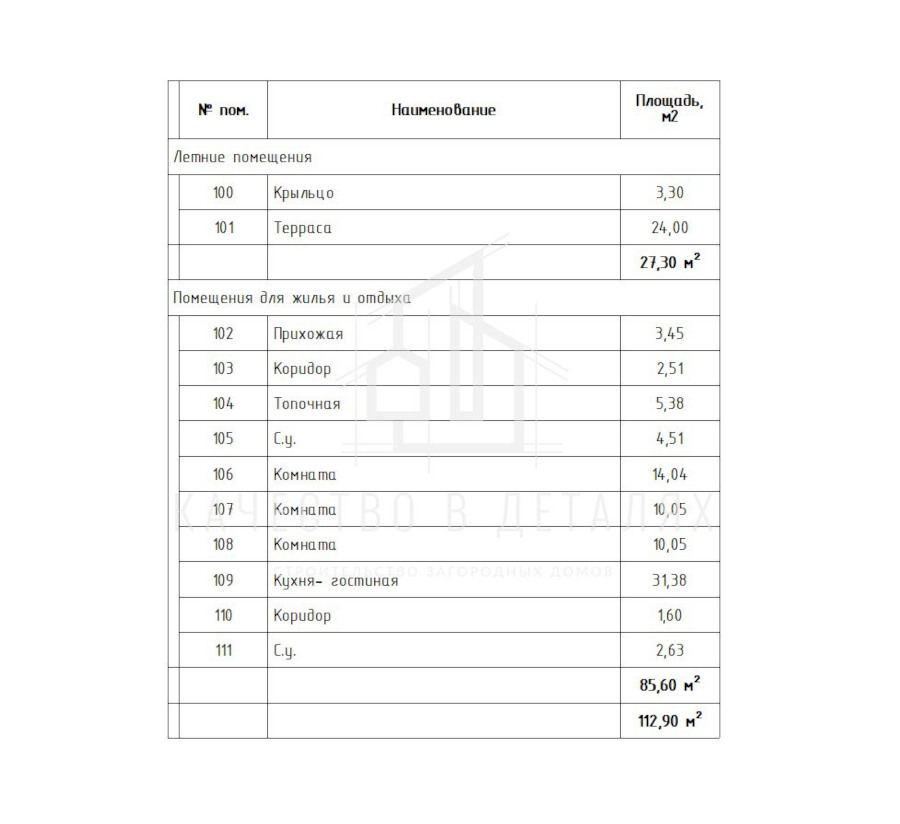 № пом. Наименование Площадь, м2
Летние помещения
100 Крыльцо 3,30
101 Терраса 24,00
27,30 м²
Помещения для жилья и отдыха
102 Прихожая 3,45
103 Коридор 2,51
104 Топочная 5,38
105 С.у. 4,51
106 Комната 14,04
КАЧЕСТВО В ДЕТАЛЯХ
107 Комната 10,05
108 Комната 10,05
СТРОИТЕЛЬСТВО ЗАГОРОДНЫХ ДОМОВ
109 Кухня- гостиная 31,38
110 Коридор 1,60
111 С.у. 2,63
85,60 м²
112,90 м²